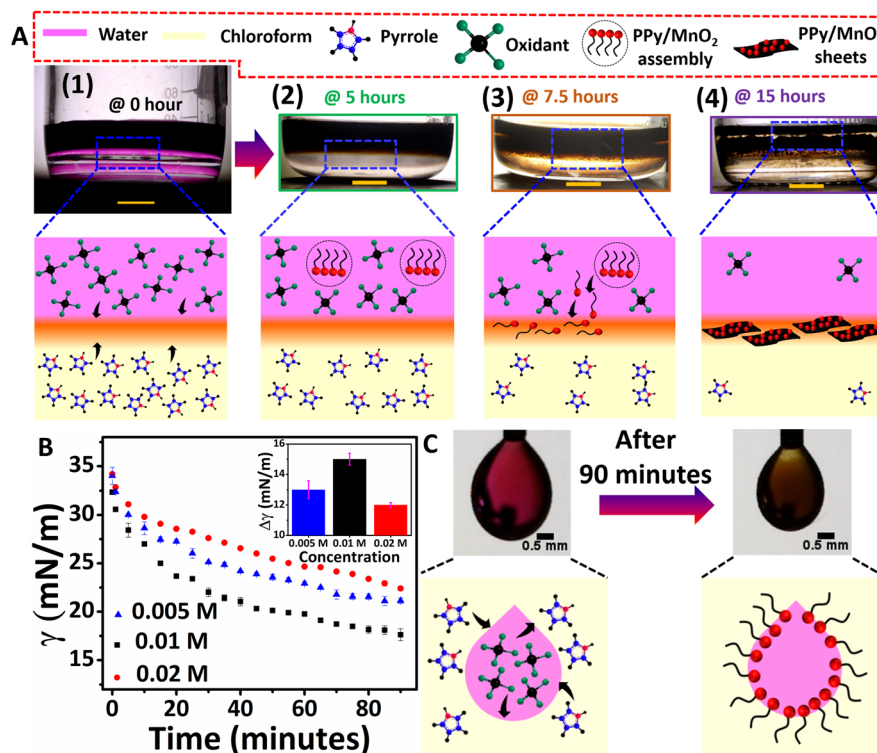 A
Water
Chloroform
Pyrrole
Oxidant
PPy/MnO₂
assembly
PPy/MnO
sheets
(1)
@ 0 hour
(2)
@ 5 hours
(3)
@ 7.5 hours
(4)
@ 15 hours
B
γ (mN/m)
35
30
25
20
15
0.005 M
0.01 M
0.02 M
0
20
40
60
80
Time (minutes)
Δγ (mN/m)
16
14
12
0.005 M 0.01 M 0.02 M
Concentration
C
After
90 minutes
0.5 mm
0.5 mm